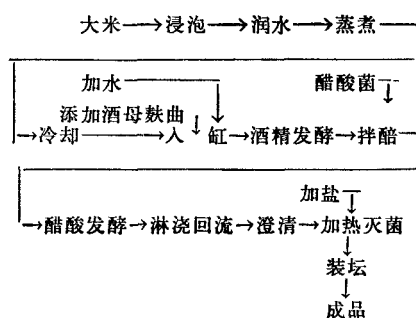 大米→浸泡→润水→蒸煮
加水 醋酸菌
添加酒母麸曲
冷却→入缸→酒精发酵→拌醅
加盐
醋酸发酵→淋浇回流→澄清→加热灭菌
装坛
成品